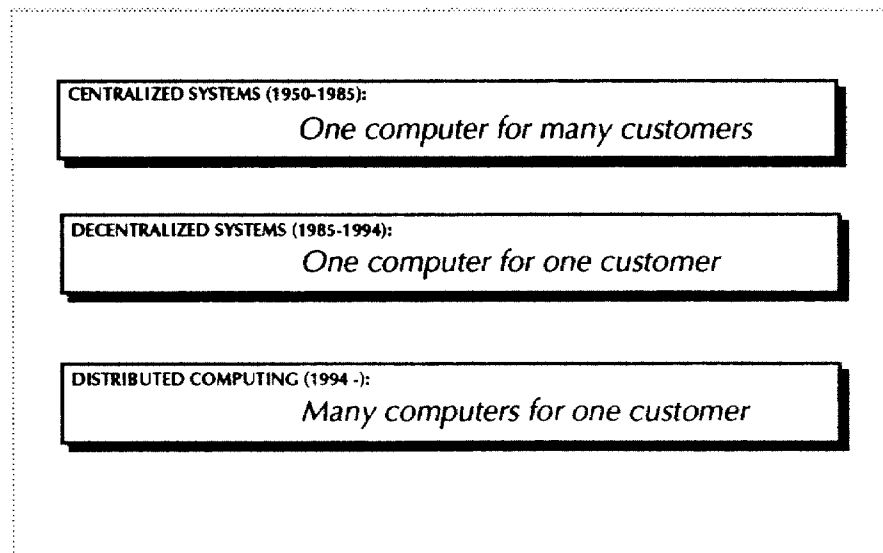 CENTRALIZED SYSTEMS (1950-1985):
One computer for many customers
DECENTRALIZED SYSTEMS (1985-1994):
One computer for one customer
DISTRIBUTED COMPUTING (1994 -):
Many computers for one customer